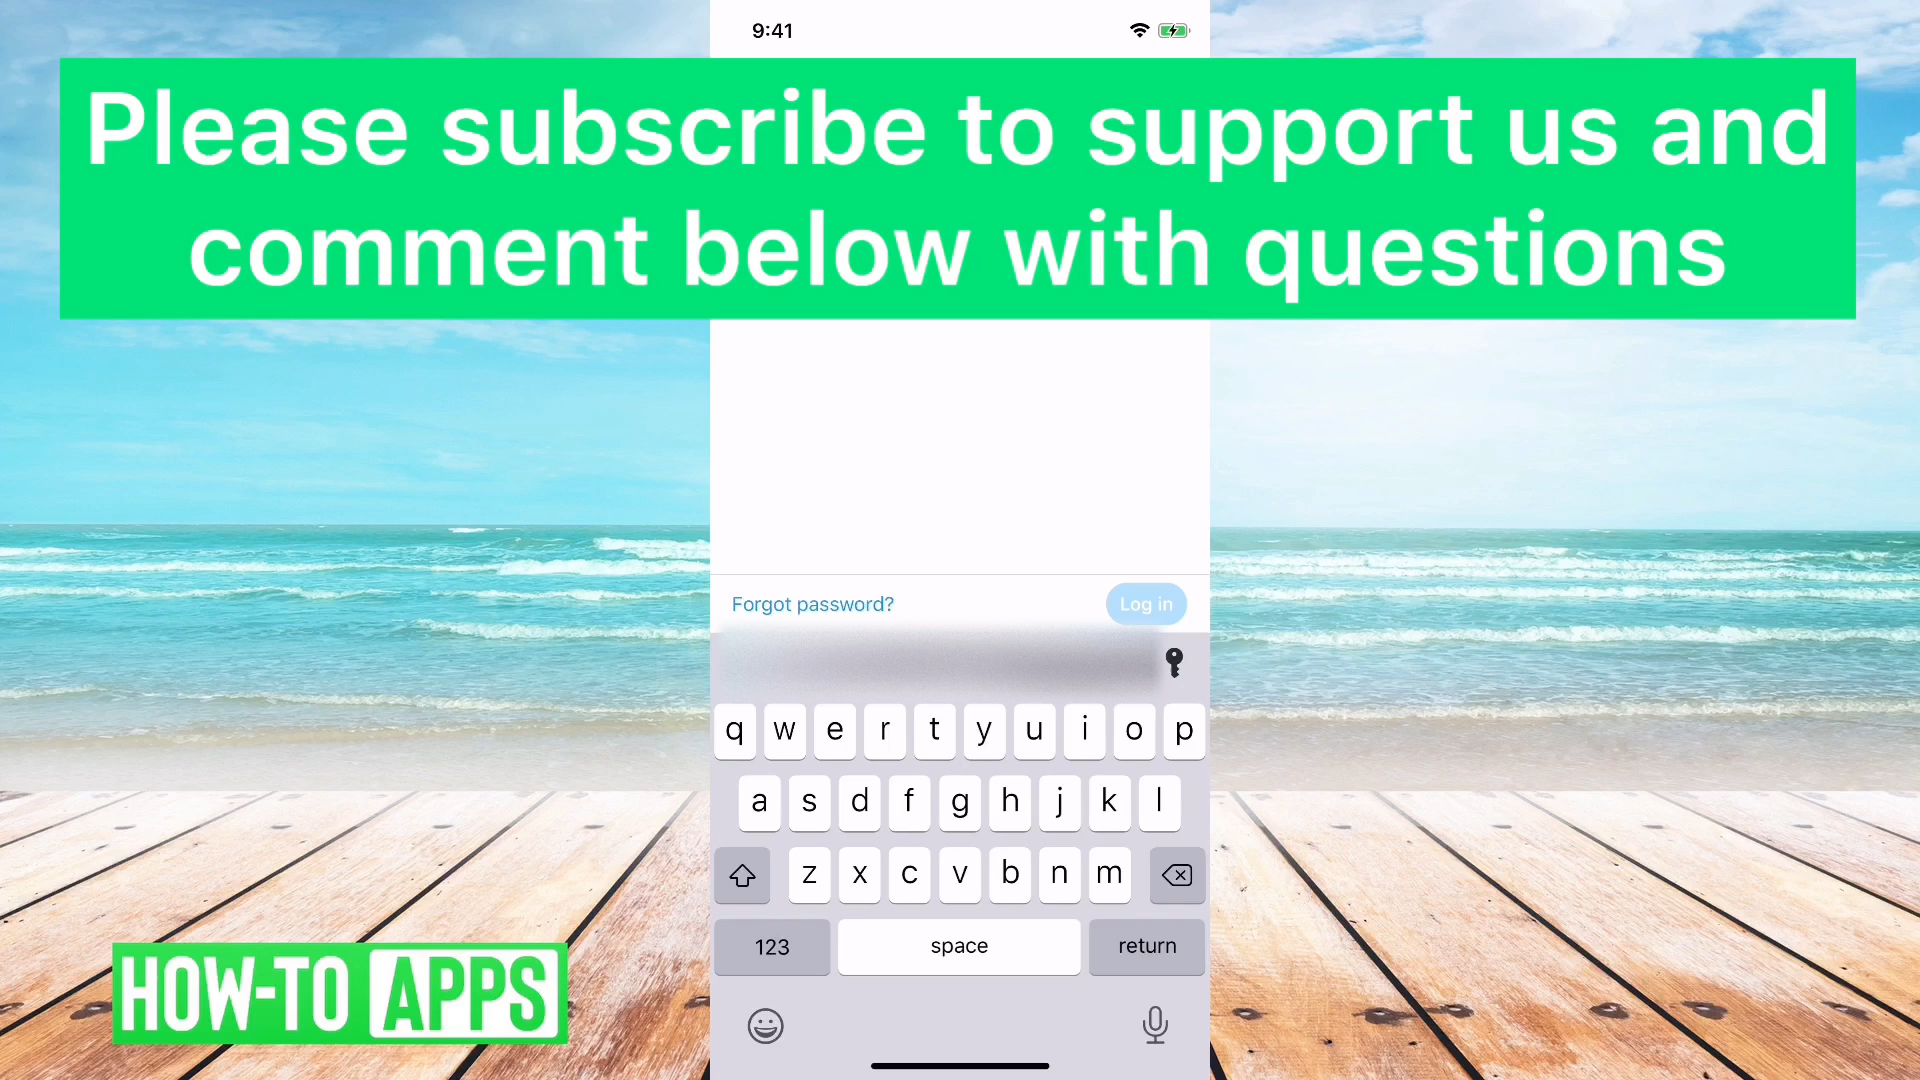 9:41
Please subscribe to support us and
comment below with questions
Forgot password?
Log in
q w e r t y u i o p
a s d f g h j k l
z x c v b n m
123 space return
HOW-TO APPS